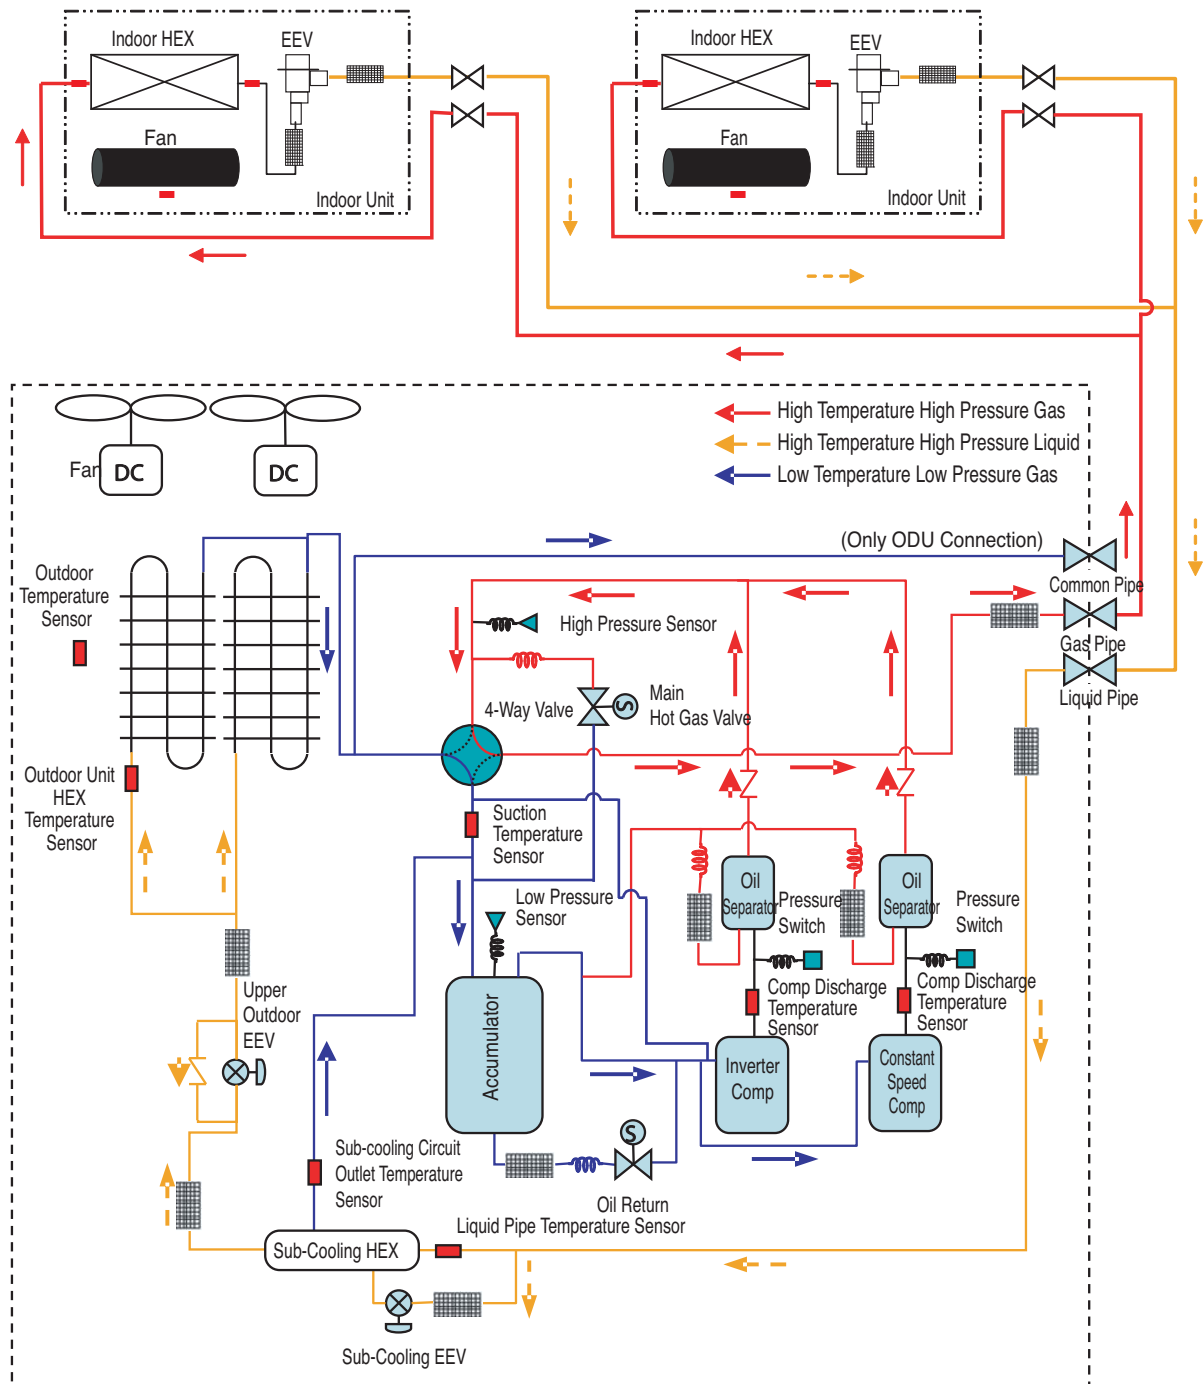 Indoor HEX
EEV
Fan
Indoor Unit
Indoor HEX
EEV
Fan
Indoor Unit
High Temperature High Pressure Gas
High Temperature High Pressure Liquid
Low Temperature Low Pressure Gas
Fan
DC
DC
(Only ODU Connection)
Common Pipe
Gas Pipe
Liquid Pipe
Outdoor
Temperature
Sensor
High Pressure Sensor
4-Way Valve
S
Main
Hot Gas Valve
Outdoor Unit
HEX
Temperature
Sensor
Suction
Temperature
Sensor
Low Pressure
Sensor
Oil
Separator
Pressure
Switch
Oil
Separator
Pressure
Switch
Upper
Outdoor
EEV
Accumulator
Comp Discharge
Temperature
Sensor
Comp Discharge
Temperature
Sensor
Inverter
Comp
Constant
Speed
Comp
Sub-cooling Circuit
Outlet Temperature
Sensor
S
Oil Return
Liquid Pipe Temperature Sensor
Sub-Cooling HEX
Sub-Cooling EEV